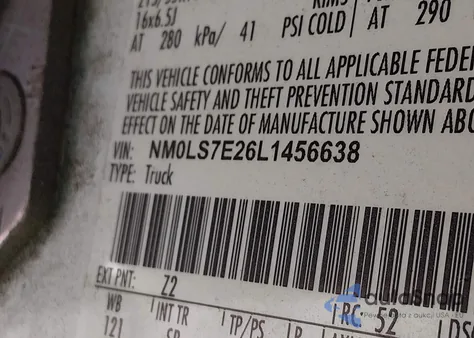 RIMS
16x6.5J
AT 280 kPa/ 41 PSI COLD AT 290
THIS VEHICLE CONFORMS TO ALL APPLICABLE FEDE
VEHICLE SAFETY AND THEFT PREVENTION STANDARD
EFFECT ON THE DATE OF MANUFACTURE SHOWN ABO
VIN: NM0LS7E26L1456638
TYPE: Truck
EXT PNT: Z2
RC: 52
WB INT TR TP/PS R
121